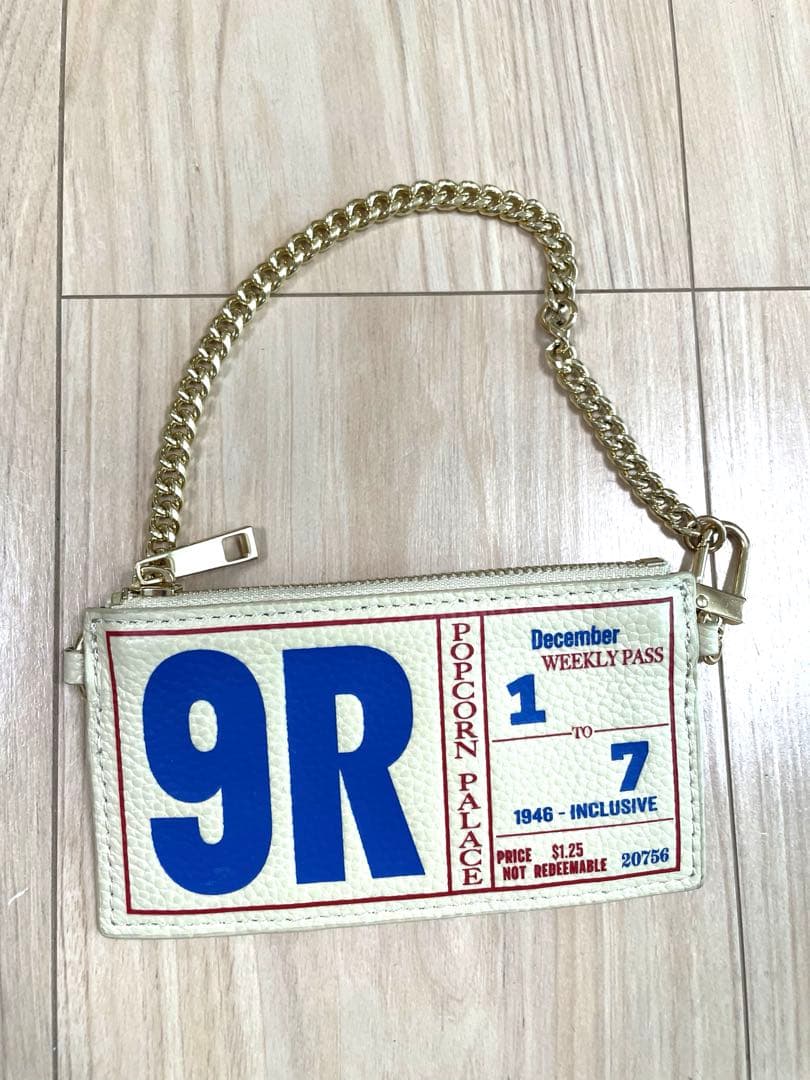 9R
POPCORN PALACE
December
WEEKLY PASS
1
TO
7
1946 - INCLUSIVE
PRICE $1.25
NOT REDEEMABLE 20756